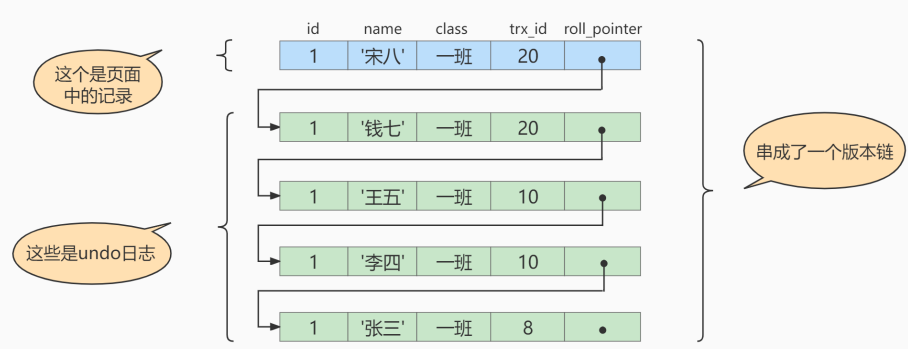 id name class trx_id roll_pointer
1 '宋八' 一班 20
这个是页面
中的记录
1 '钱七' 一班 20
串成了一个版本链
1 '王五' 一班 10
这些是undo日志
1 '李四' 一班 10
1 '张三' 一班 8